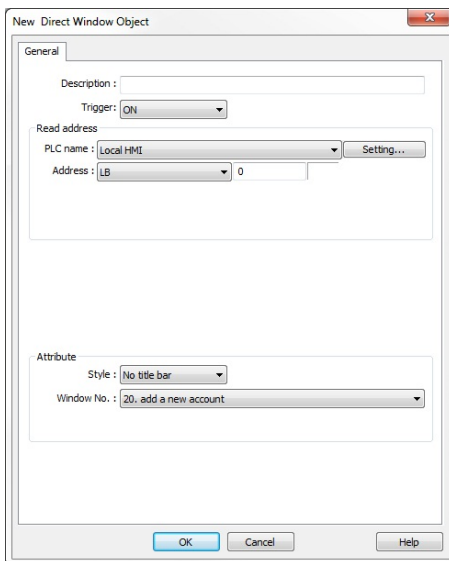 New Direct Window Object
General
Description :
Trigger: ON
Read address
PLC name : Local HMI Setting...
Address : LB 0
Attribute
Style : No title bar
Window No. : 20. add a new account
OK Cancel Help